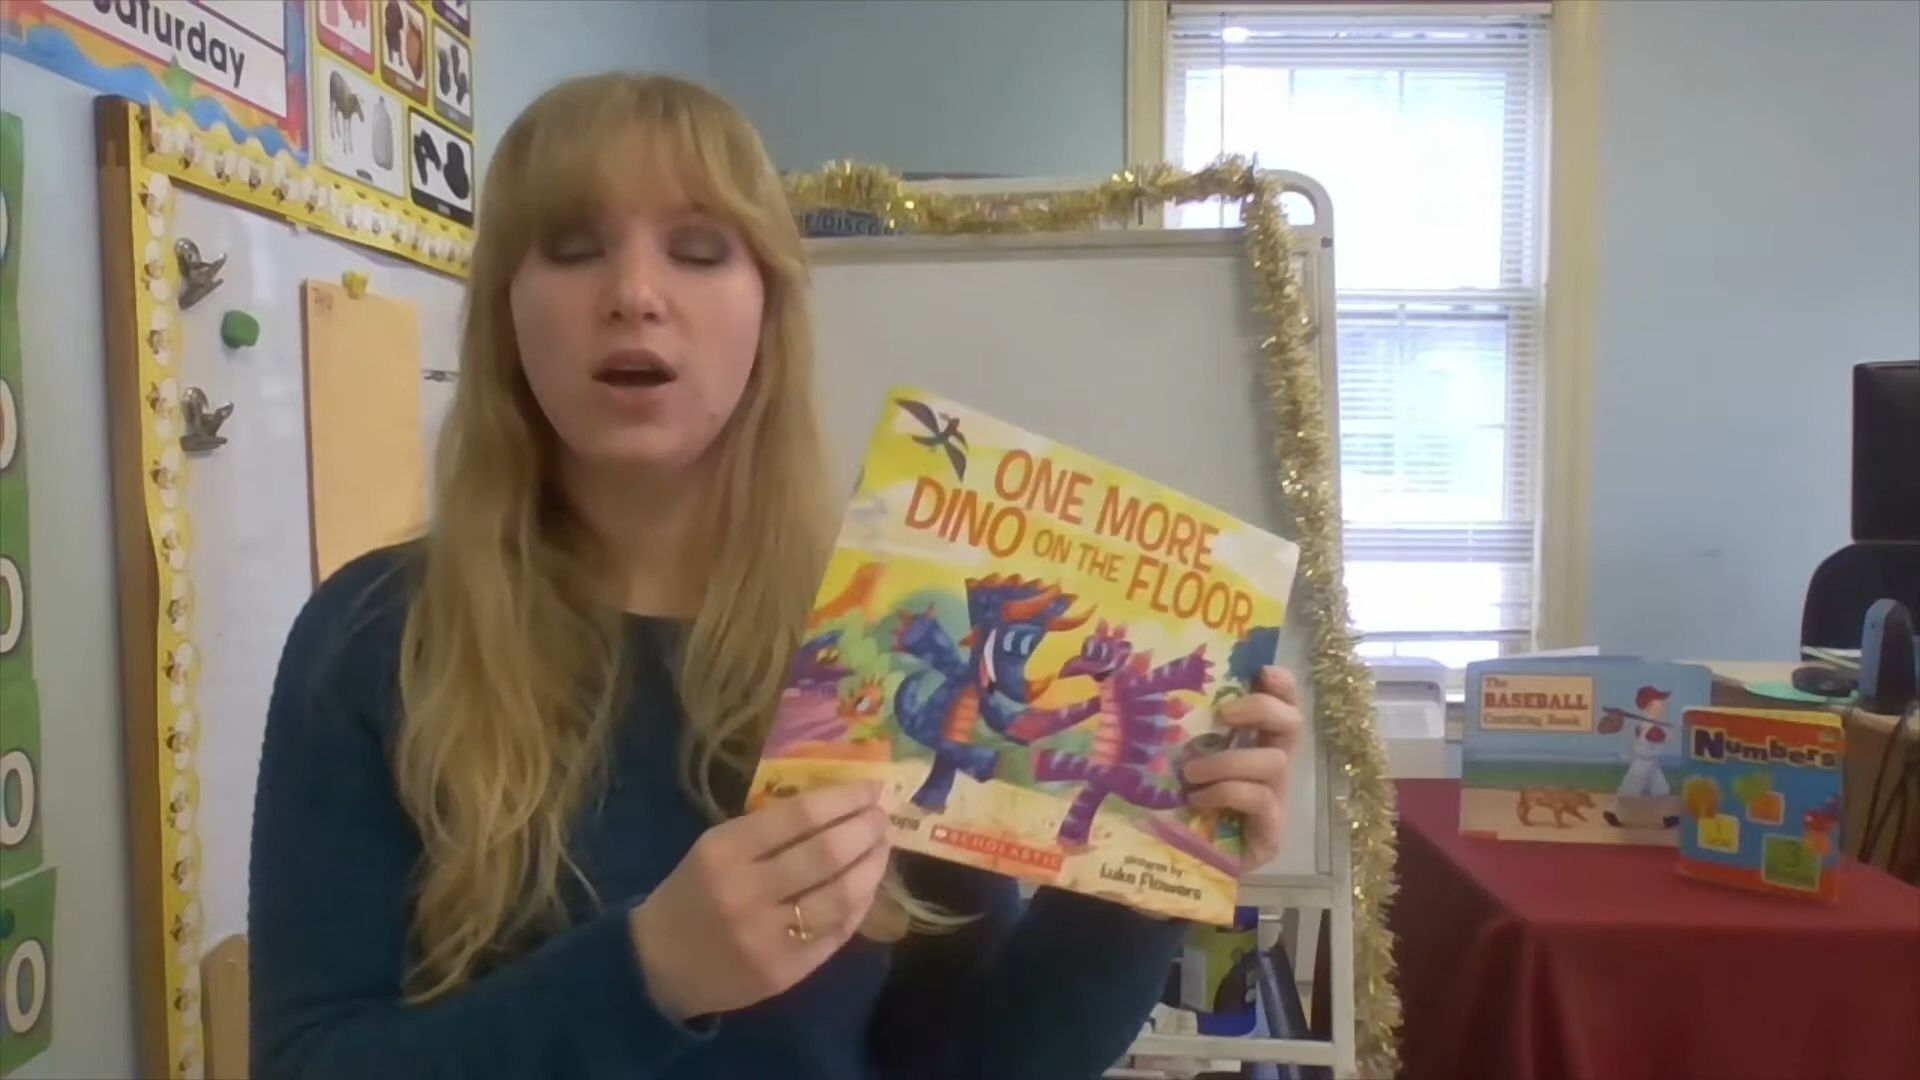 Saturday
ONE MORE
DINO ON THE FLOOR
SCHOLASTIC
pictures by
Luke Flowers
The
BASEBALL
Counting Book
Numbers